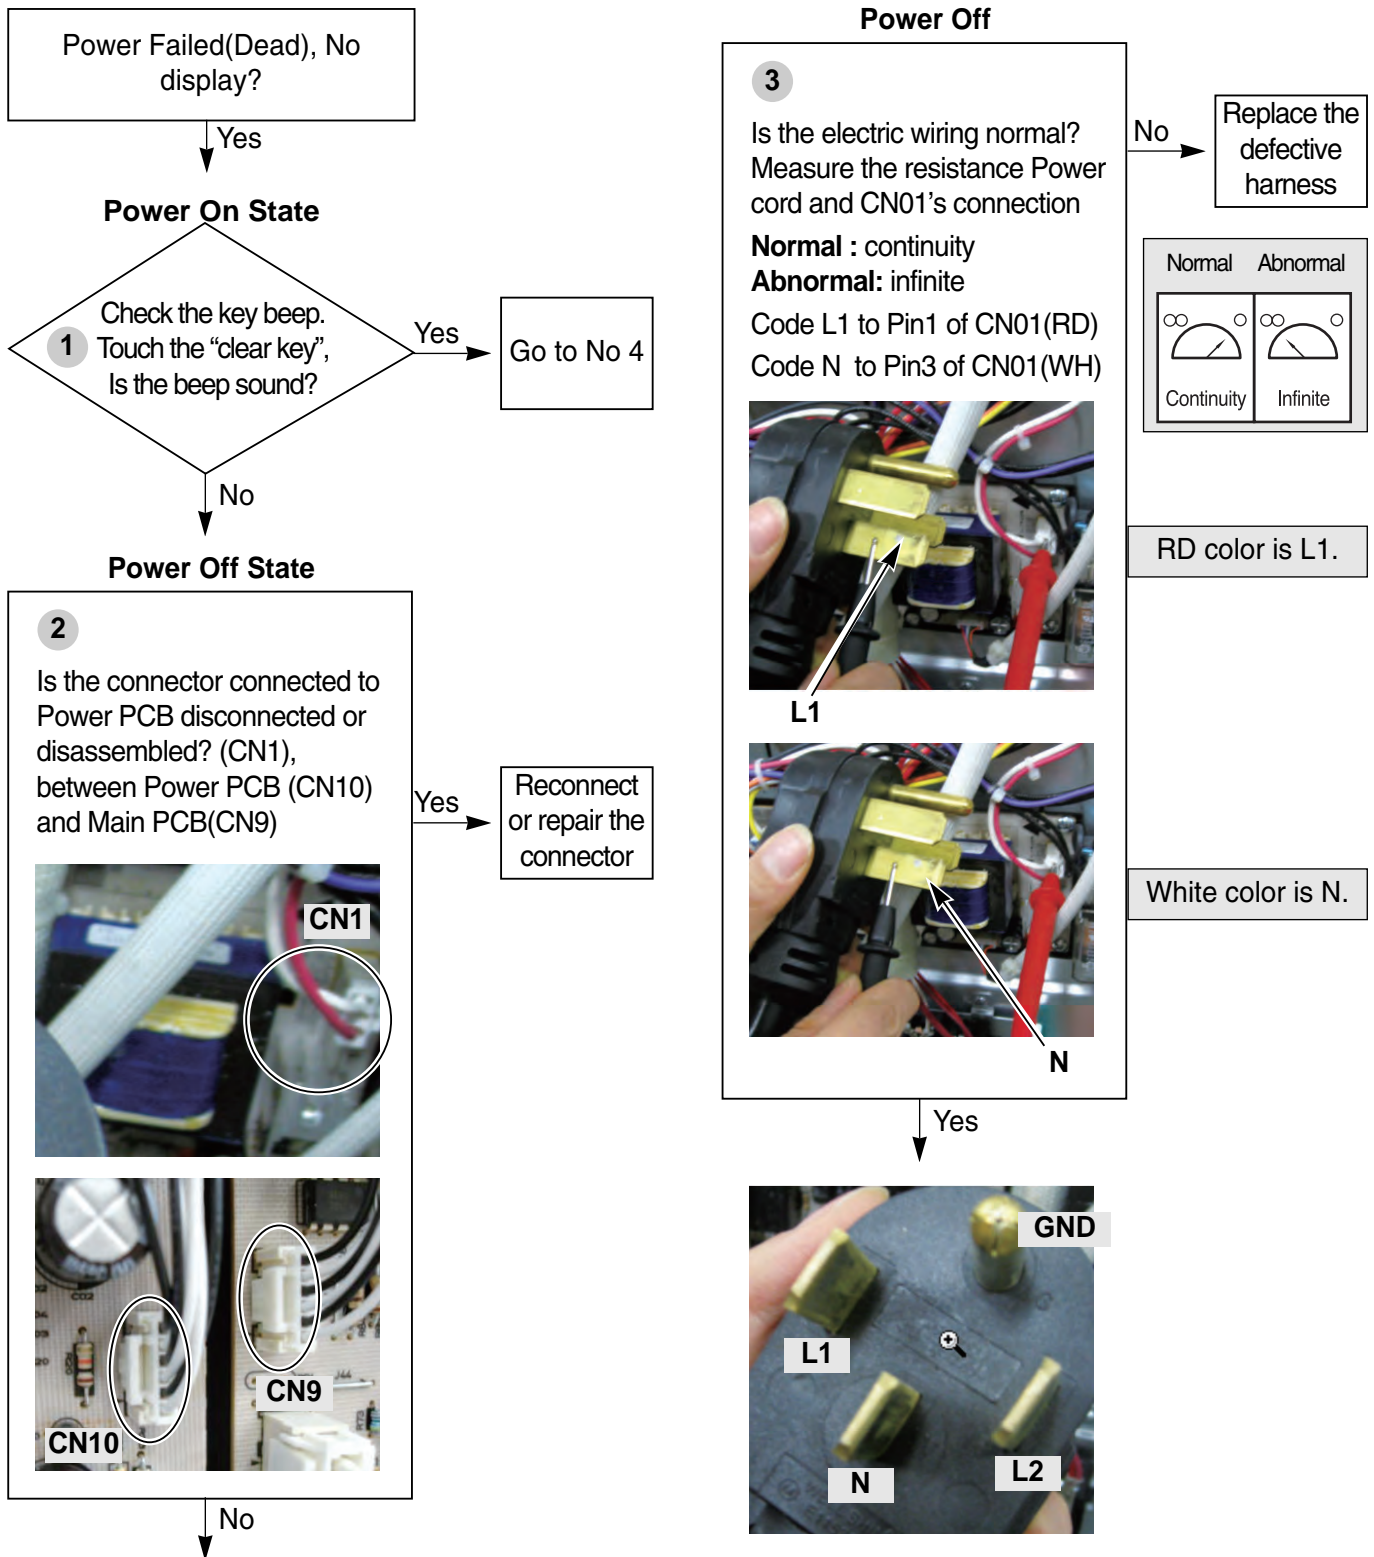 Power Failed(Dead), No
display?
Yes
Power On State
1
Check the key beep.
Touch the “clear key”,
Is the beep sound?
Yes
Go to No 4
No
Power Off State
2
Is the connector connected to
Power PCB disconnected or
disassembled? (CN1),
between Power PCB (CN10)
and Main PCB(CN9)
Yes
Reconnect
or repair the
connector
CN1
CN9
CN10
No
Power Off
3
Is the electric wiring normal?
Measure the resistance Power
cord and CN01’s connection
Normal : continuity
Abnormal: infinite
Code L1 to Pin1 of CN01(RD)
Code N to Pin3 of CN01(WH)
No
Replace the
defective
harness
Normal Abnormal
Continuity Infinite
L1
RD color is L1.
N
White color is N.
Yes
GND
L1
N
L2